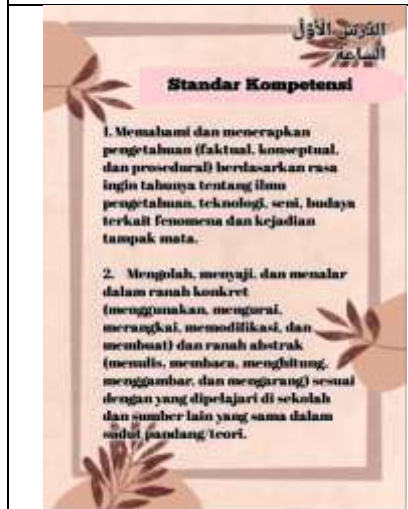 الدرس الأول
الساعة
Standar Kompetensi
1. Memahami dan menerapkan
pengetahuan (faktual, konseptual,
dan prosedural) berdasarkan rasa
ingin tahunya tentang ilmu
pengetahuan, teknologi, seni, budaya
terkait fenomena dan kejadian
tampak mata.
2. Mengolah, menyaji, dan menalar
dalam ranah konkret
(menggunakan, mengurai,
merangkai, memodifikasi, dan
membuat) dan ranah abstrak
(menulis, membaca, menghitung,
menggambar, dan mengarang) sesuai
dengan yang dipelajari di sekolah
dan sumber lain yang sama dalam
sudut pandang/teori.